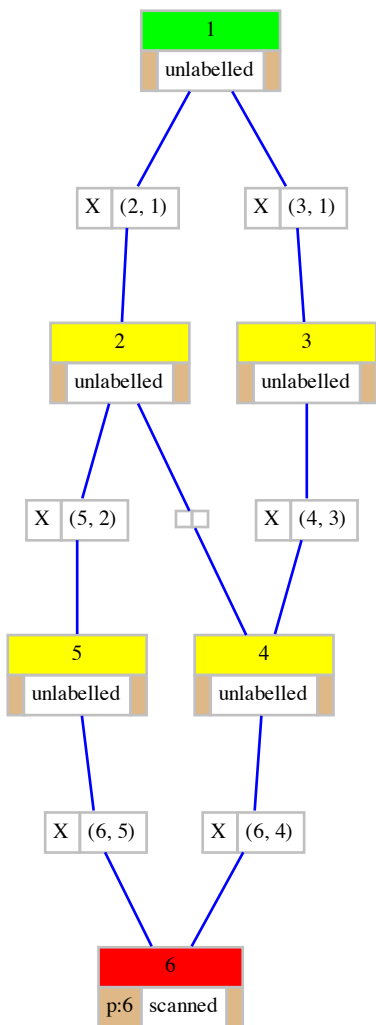 1
unlabelled
X (2, 1)
X (3, 1)
2
unlabelled
3
unlabelled
X (5, 2)
X (4, 3)
5
unlabelled
4
unlabelled
X (6, 5)
X (6, 4)
6
p:6 scanned